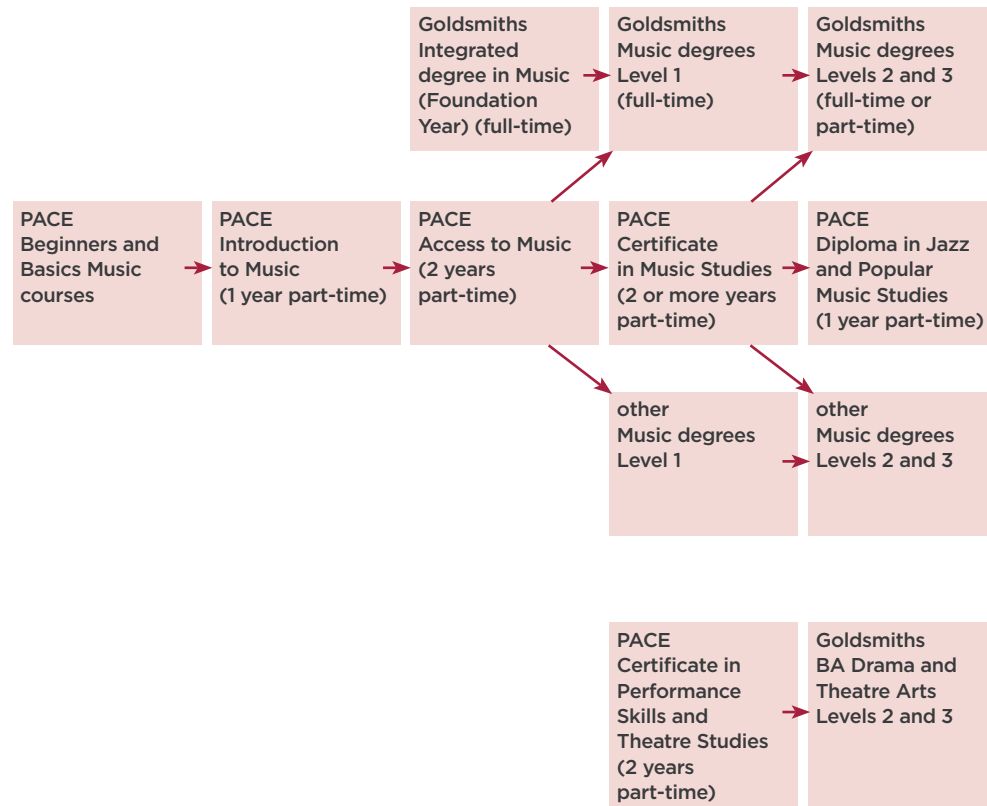 Goldsmiths
Integrated
degree in Music
(Foundation
Year) (full-time)
Goldsmiths
Music degrees
Level 1
(full-time)
Goldsmiths
Music degrees
Levels 2 and 3
(full-time or
part-time)
PACE
Beginners and
Basics Music
courses
PACE
Introduction
to Music
(1 year part-time)
PACE
Access to Music
(2 years
part-time)
PACE
Certificate
in Music Studies
(2 or more years
part-time)
PACE
Diploma in Jazz
and Popular
Music Studies
(1 year part-time)
other
Music degrees
Level 1
other
Music degrees
Levels 2 and 3
PACE
Certificate in
Performance
Skills and
Theatre Studies
(2 years
part-time)
Goldsmiths
BA Drama and
Theatre Arts
Levels 2 and 3